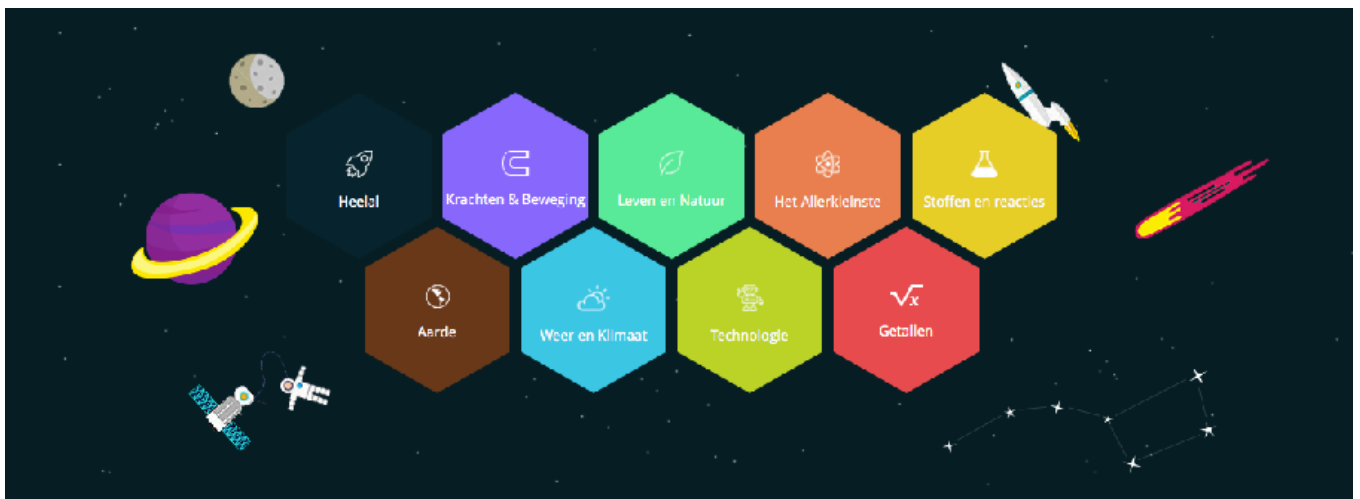 Heelal
Krachten & Beweging
Leven en Natuur
Het Allerkleinste
Stoffen en reacties
Aarde
Weer en Klimaat
Technologie
√x
Getallen